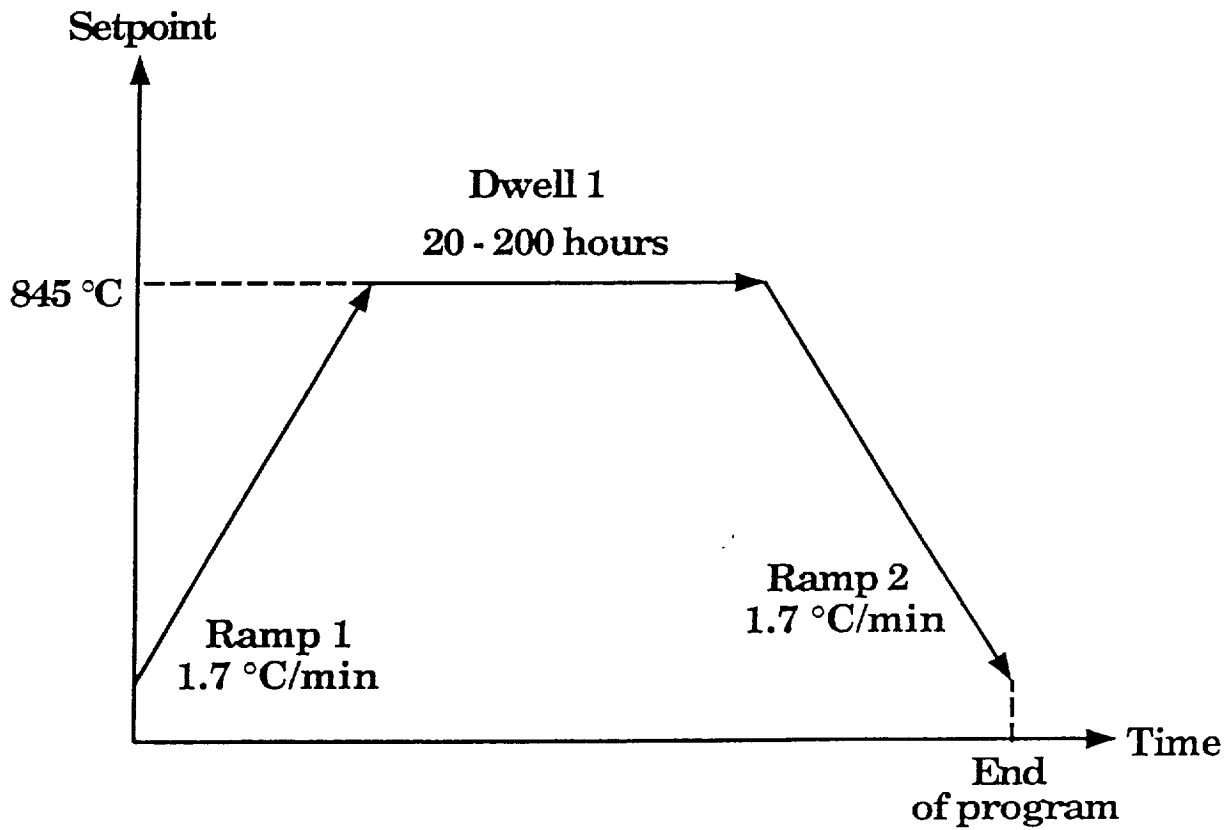 Setpoint
Dwell 1
20 - 200 hours
845 °C
Ramp 1
1.7 °C/min
Ramp 2
1.7 °C/min
Time
End
of program